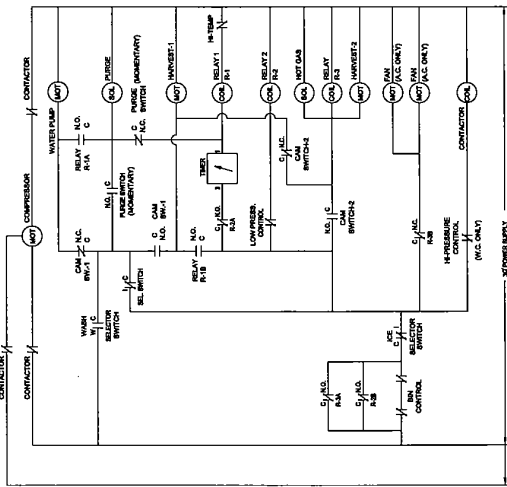 CONTACTOR
CONTACTOR
COMPRESSOR
MOT
CONTACTOR
WATER PUMP
MOT
CAM
SW.-1
N.C.
C
N.O.
C
RELAY
R-1A
PURGE
SOL
WASH
W
C
SELECTOR
SWITCH
N.O.
C
PURGE SWITCH
(MOMENTARY)
PURGE
(MOMENTARY)
SWITCH
C
N.C.
I
C
SEL SWITCH
CAM
SW.-1
C
N.O.
HARVEST-1
MOT
N.O.
C
RELAY
R-1B
TIMER
3
1
HI-TEMP
RELAY 1
R-1
COIL
C
N.O.
R-2A
RELAY 2
R-2
COIL
LOW PRESS.
CONTROL
HOT GAS
SOL
C
N.C.
CAM
SWITCH-2
RELAY
R-3
COIL
N.O.
C
CAM
SWITCH-2
HARVEST-2
MOT
FAN
(A.C. ONLY)
MOT
FAN
(A.C. ONLY)
MOT
C
N.C.
R-3B
C
N.O.
R-3A
C
N.O.
BIN
CONTROL
ICE
C
I
SELECTOR
SWITCH
HI-PRESSURE
CONTROL
(W.C. ONLY)
CONTACTOR
COIL
POWER SUPPLY